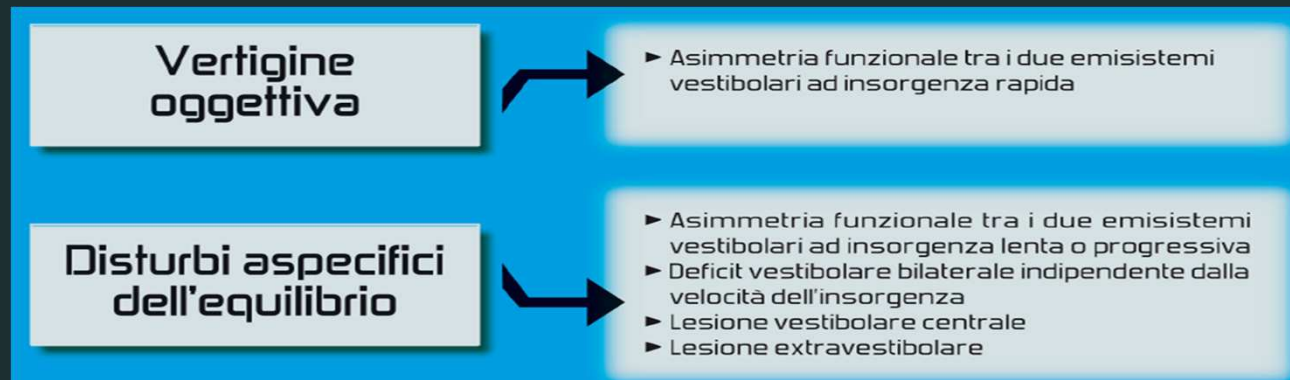 Vertigine
oggettiva
► Asimmetria funzionale tra i due emisistemi
vestibolari ad insorgenza rapida
Disturbi aspecifici
dell'equilibrio
► Asimmetria funzionale tra i due emisistemi
vestibolari ad insorgenza lenta o progressiva
► Deficit vestibolare bilaterale indipendente dalla
velocità dell'insorgenza
► Lesione vestibolare centrale
► Lesione extravestibolare